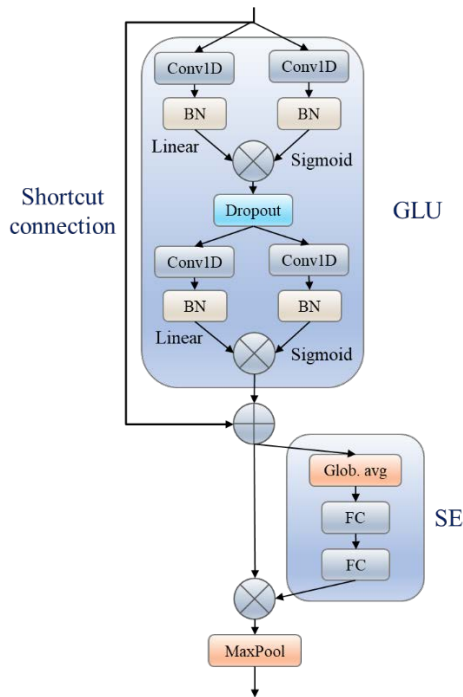 Conv1D Conv1D
BN BN
Linear Sigmoid
Shortcut
connection
Dropout
GLU
Conv1D Conv1D
BN BN
Linear Sigmoid
Glob. avg
FC
SE
FC
MaxPool